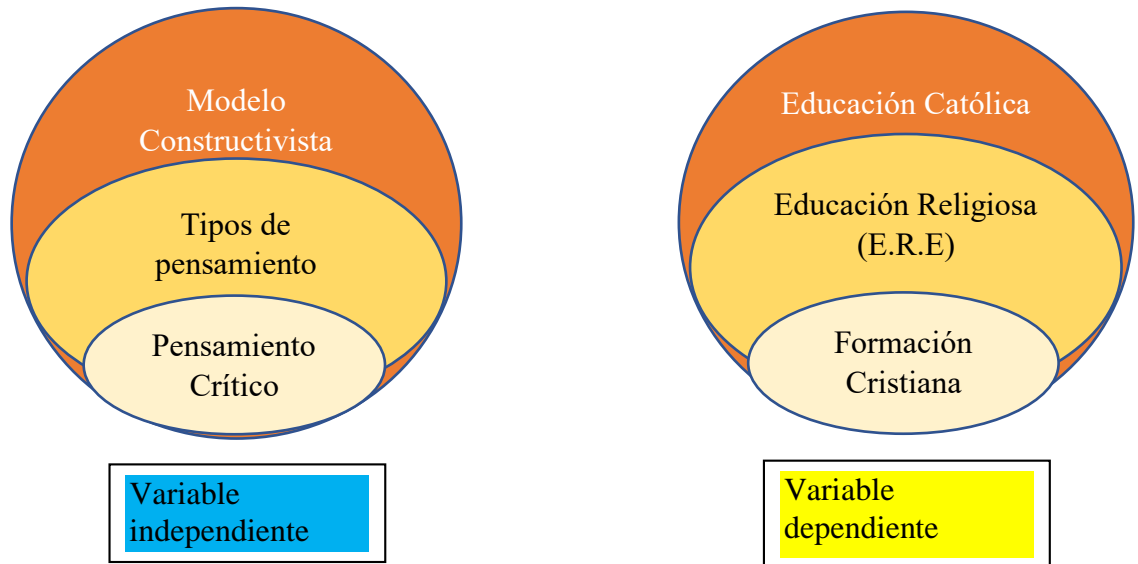 Modelo
Constructivista
Tipos de
pensamiento
Pensamiento
Crítico
Variable
independiente
Educación Católica
Educación Religiosa
(E.R.E)
Formación
Cristiana
Variable
dependiente